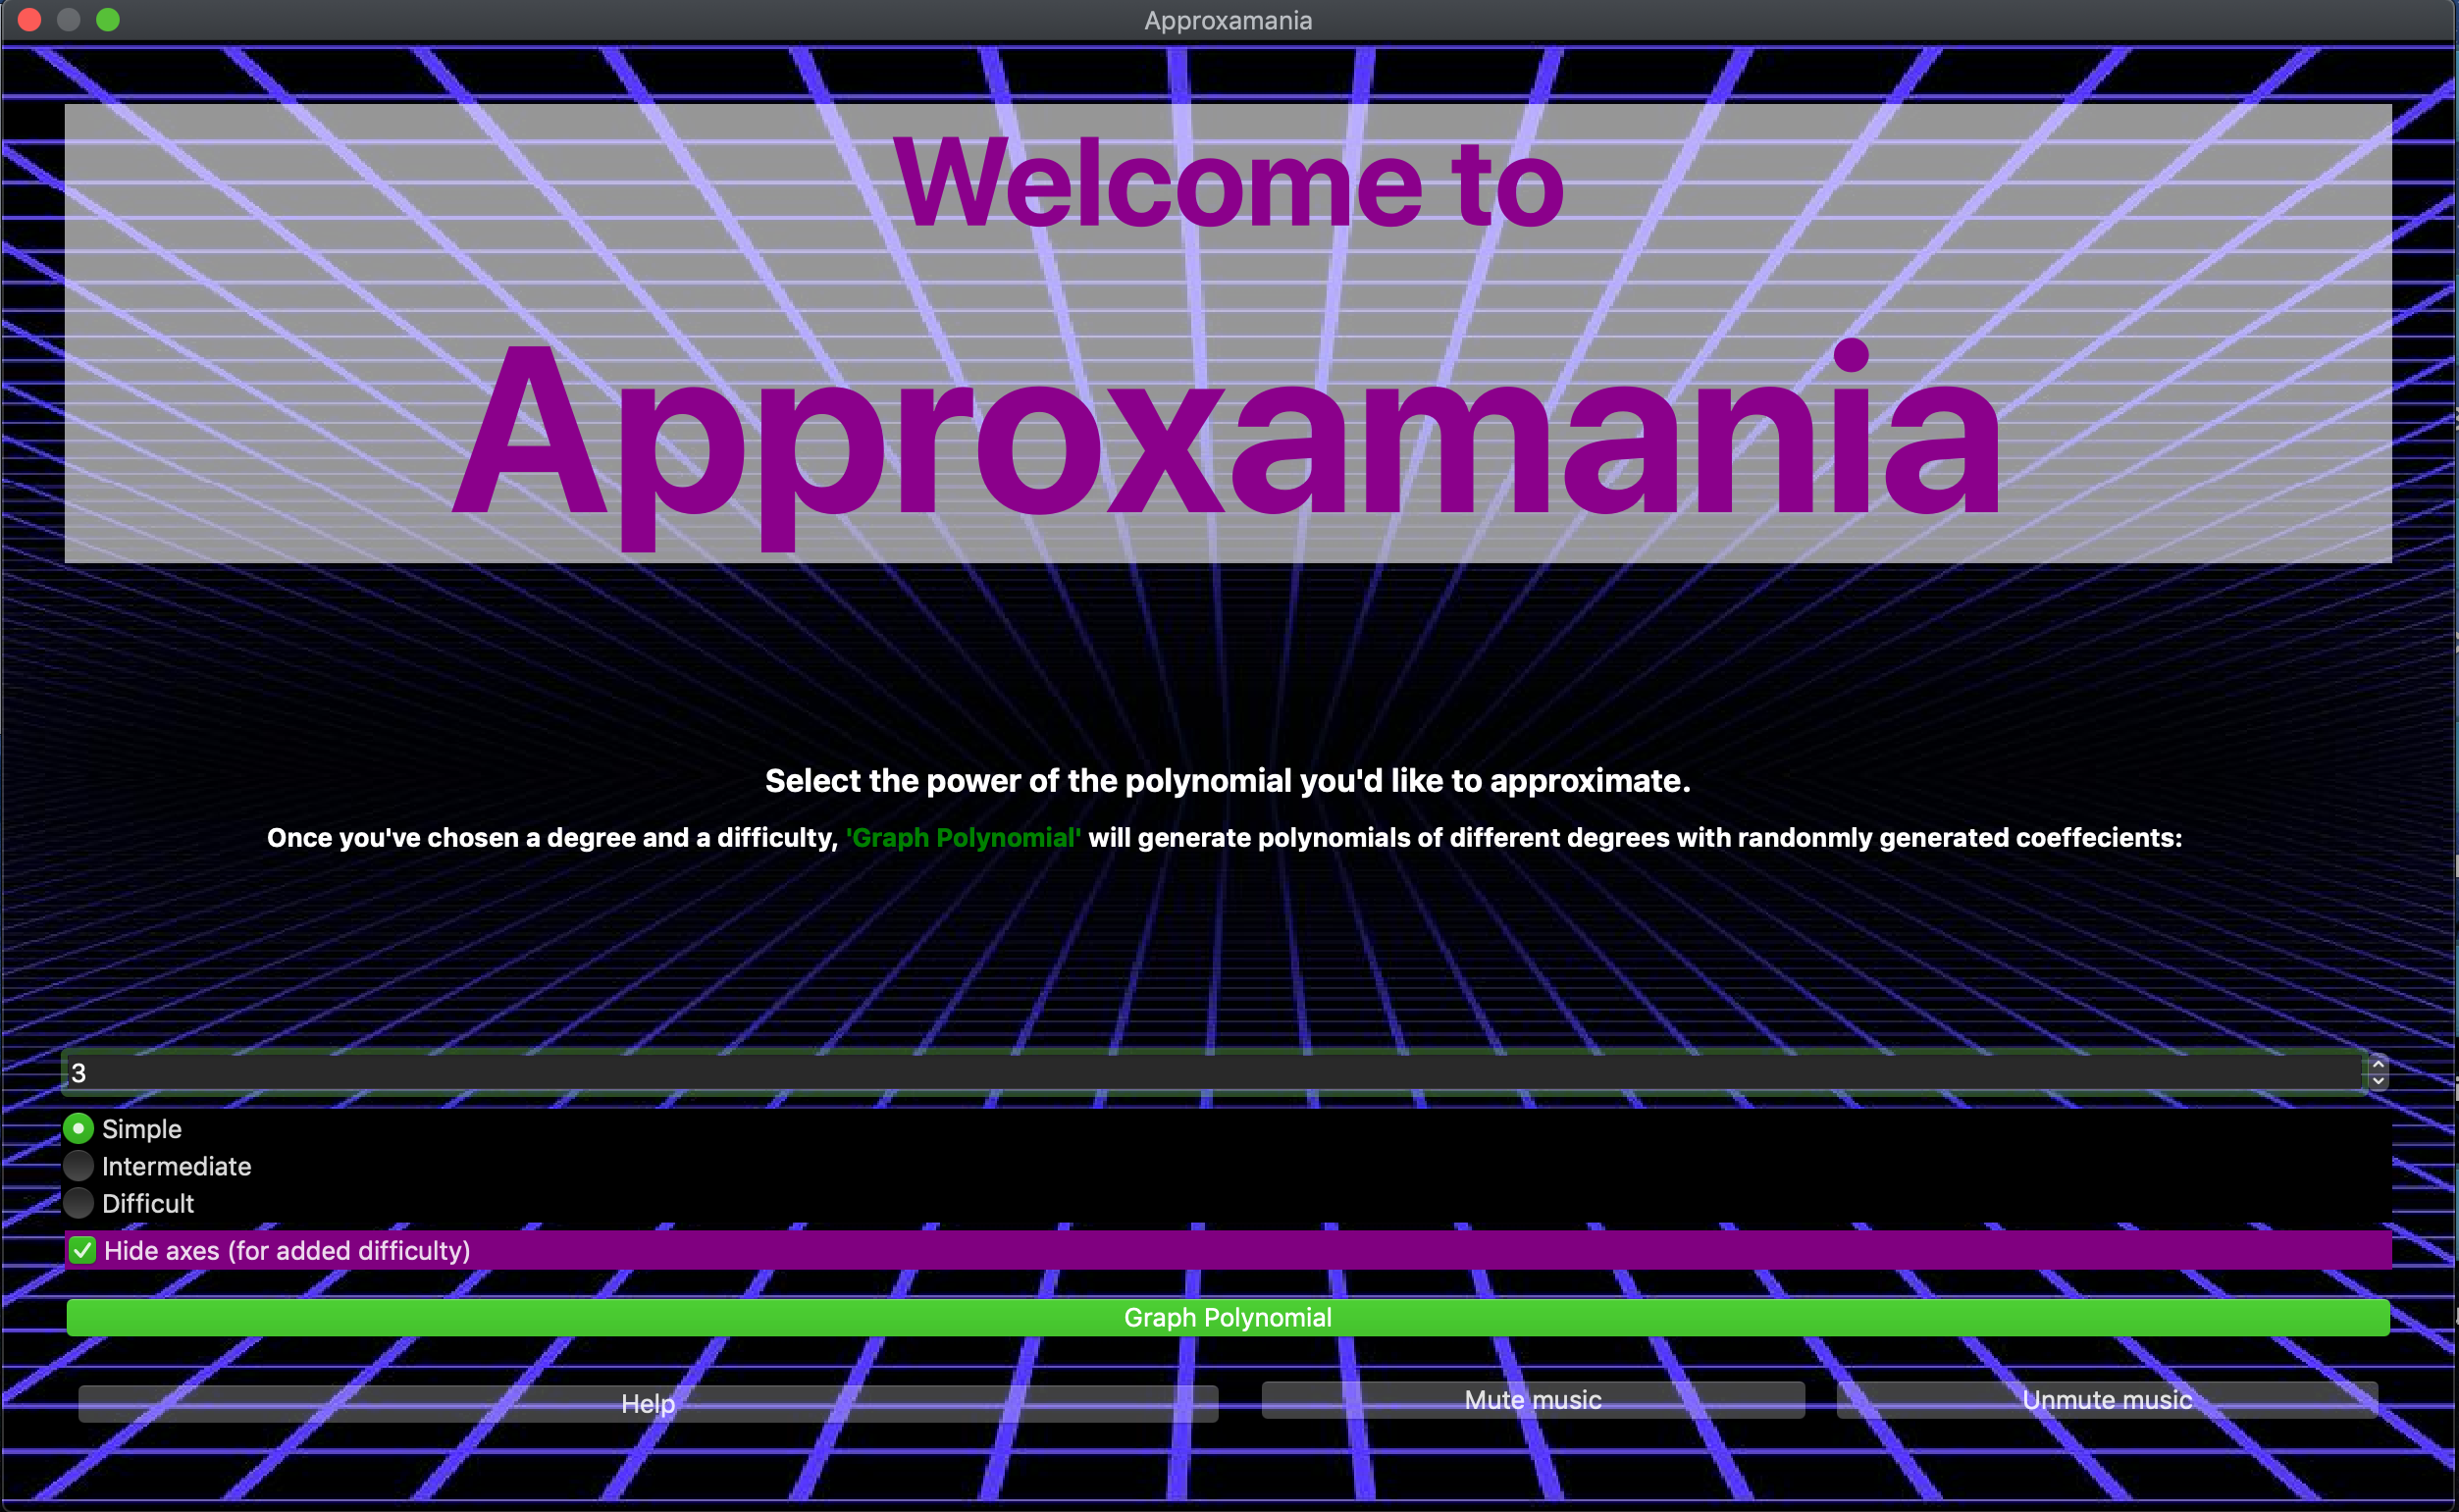 Approxamania
Welcome to
Approxamania
Select the power of the polynomial you'd like to approximate.
Once you've chosen a degree and a difficulty, 'Graph Polynomial' will generate polynomials of different degrees with randonmly generated coeffecients:
3
Simple
Intermediate
Difficult
Hide axes (for added difficulty)
Graph Polynomial
Help
Mute music
Unmute music